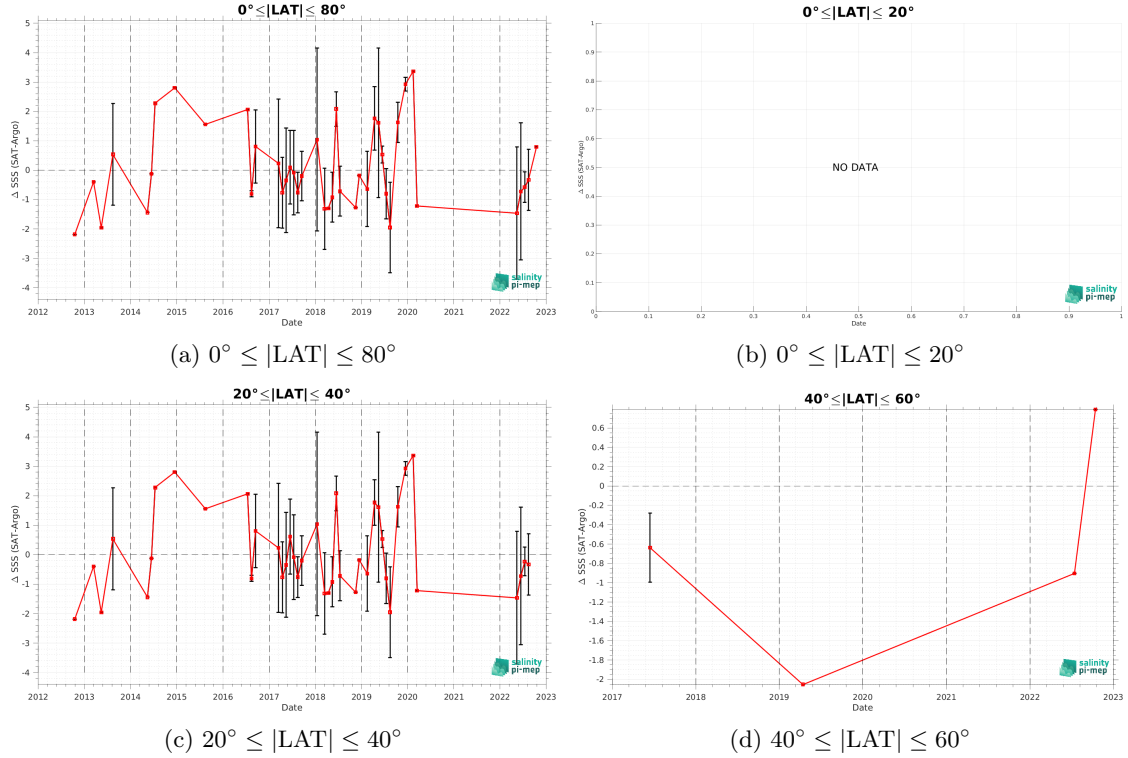 0°≤|LAT|≤ 80°
5
4
3
2
1
0
-1
-2
-3
-4
Δ SSS (SAT-Argo)
2012 2013 2014 2015 2016 2017 2018 2019 2020 2021 2022 2023
Date
salinity
pi-mep
(a) 0° ≤ |LAT| ≤ 80°
0°≤|LAT|≤ 20°
1
0.9
0.8
0.7
0.6
0.5
0.4
0.3
0.2
0.1
0
Δ SSS (SAT-Argo)
NO DATA
0 0.1 0.2 0.3 0.4 0.5 0.6 0.7 0.8 0.9 1
Date
salinity
pi-mep
(b) 0° ≤ |LAT| ≤ 20°
20°≤|LAT|≤ 40°
5
4
3
2
1
0
-1
-2
-3
-4
Δ SSS (SAT-Argo)
2012 2013 2014 2015 2016 2017 2018 2019 2020 2021 2022 2023
Date
salinity
pi-mep
(c) 20° ≤ |LAT| ≤ 40°
40°≤|LAT|≤ 60°
0.6
0.4
0.2
0
-0.2
-0.4
-0.6
-0.8
-1
-1.2
-1.4
-1.6
-1.8
-2
Δ SSS (SAT-Argo)
2017 2018 2019 2020 2021 2022 2023
Date
salinity
pi-mep
(d) 40° ≤ |LAT| ≤ 60°